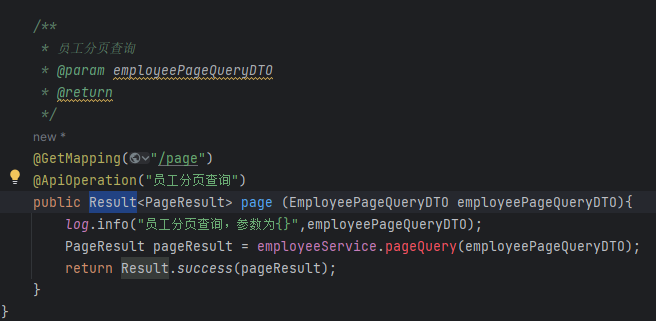 /**
* 员工分页查询
* @param employeePageQueryDTO
* @return
*/
new *
@GetMapping("/page")
@ApiOperation("员工分页查询")
public Result<PageResult> page (EmployeePageQueryDTO employeePageQueryDTO){
log.info("员工分页查询，参数为{}",employeePageQueryDTO);
PageResult pageResult = employeeService.pageQuery(employeePageQueryDTO);
return Result.success(pageResult);
}
}